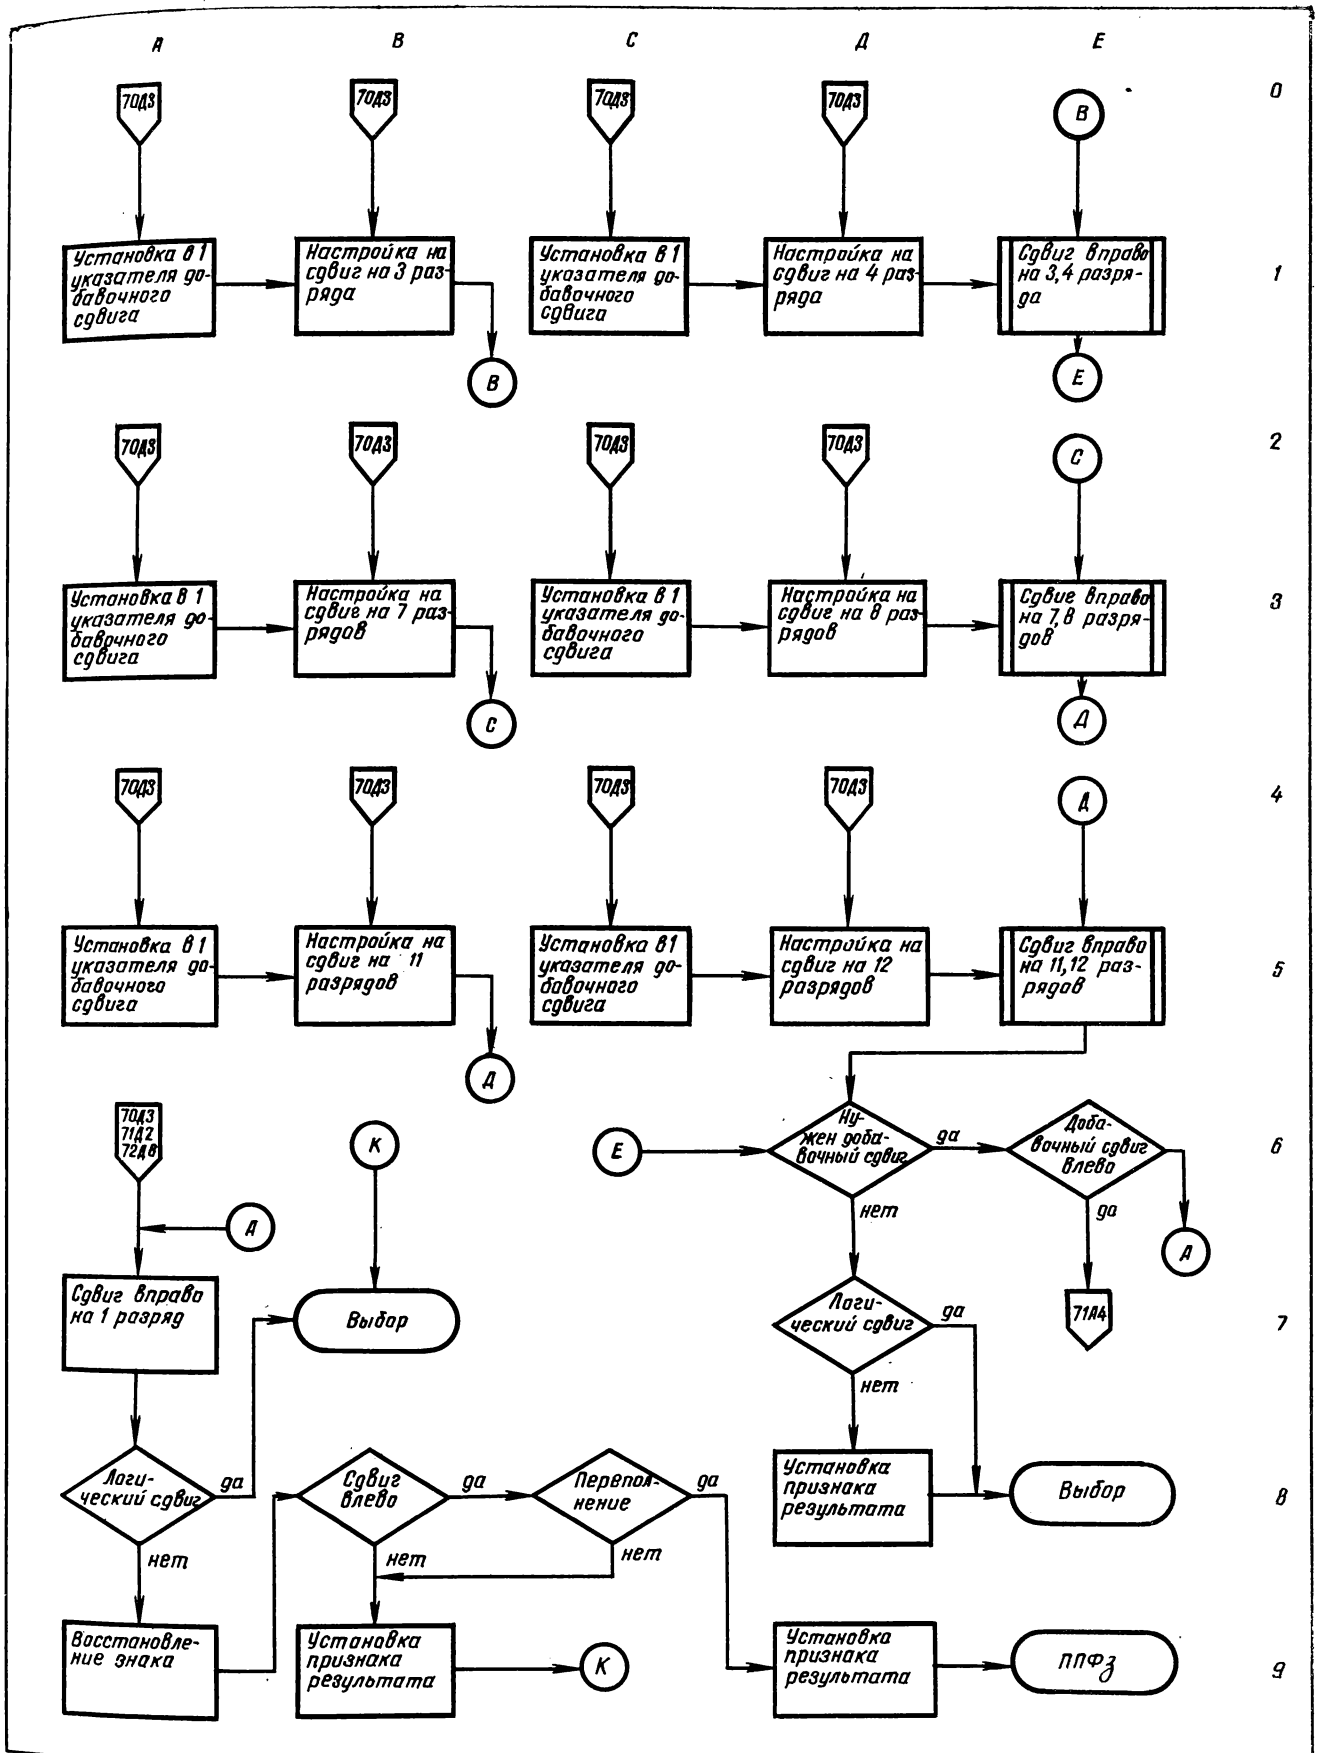 А В С Д Е
0
70Д3 70Д3 70Д3 70Д3 В
Установка в 1
указателя до-
бавочного
сдвига
Настройка на
сдвиг на 3 раз-
ряда
Установка в 1
указателя до-
бавочного
сдвига
Настройка на
сдвиг на 4 раз-
ряда
Сдвиг вправо
на 3,4 разря-
да
1
В
Е
70Д3 70Д3 70Д3 70Д3 С
2
Установка в 1
указателя до-
бавочного
сдвига
Настройка на
сдвиг на 7 раз-
рядов
Установка в 1
указателя до-
бавочного
сдвига
Настройка на
сдвиг на 8 раз-
рядов
Сдвиг вправо
на 7,8 разря-
дов
3
С
Д
70Д3 70Д3 70Д3 70Д3 Д
4
Установка в 1
указателя до-
бавочного
сдвига
Настройка на
сдвиг на 11
разрядов
Установка в 1
указателя до-
бавочного
сдвига
Настройка на
сдвиг на 12
разрядов
Сдвиг вправо
на 11,12 раз-
рядов
5
Д
70Д3
71Д2
72Д8
К
Е
Ну-
жен доба-
вочный сдвиг
да
Доба-
вочный сдвиг
влево
6
нет
да
А
А
Сдвиг вправо
на 1 разряд
Выбор
Логи-
ческий сдвиг
да
71А4
7
нет
Логи-
ческий сдвиг
да
Сдвиг
влево
да
Перепол-
нение
да
Установка
признака
результата
Выбор
8
нет
нет
нет
Восстановле-
ние знака
Установка
признака
результата
К
Установка
признака
результата
ППФз
9